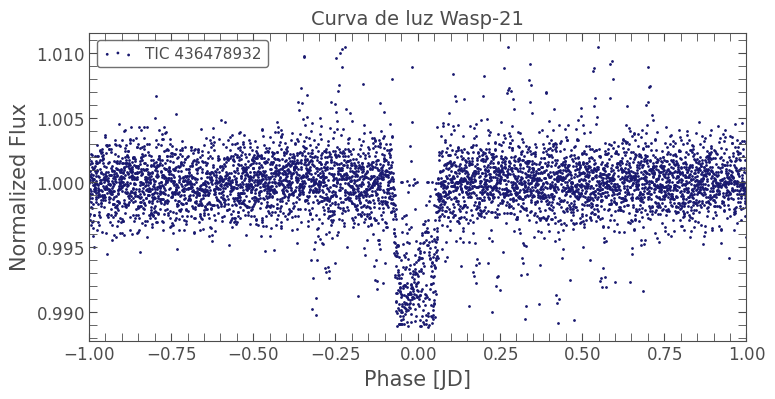 Curva de luz Wasp-21
TIC 436478932
Normalized Flux
1.010
1.005
1.000
0.995
0.990
−1.00 −0.75 −0.50 −0.25 0.00 0.25 0.50 0.75 1.00
Phase [JD]